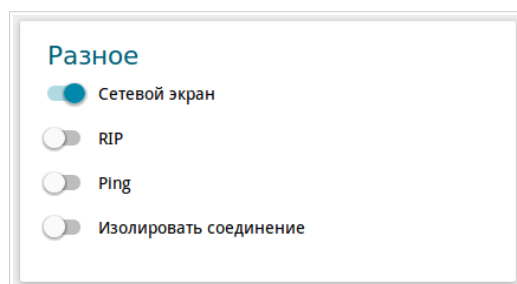 Разное
Сетевой экран
RIP
Ping
Изолировать соединение